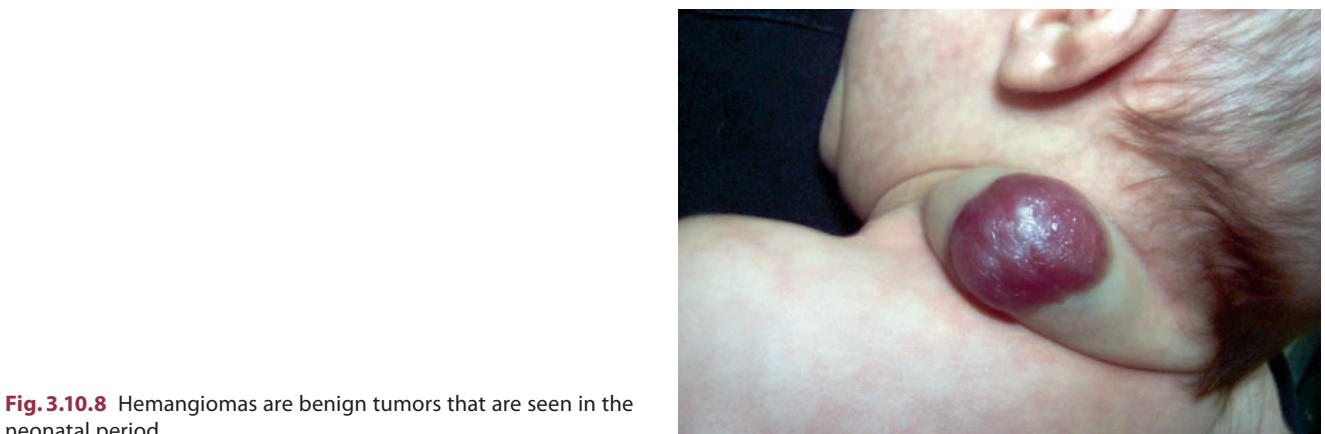 Fig. 3.10.8 Hemangiomas are benign tumors that are seen in the
neonatal period